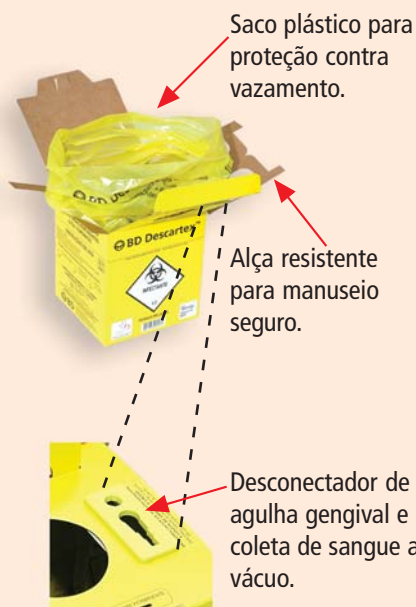 Saco plástico para
proteção contra
vazamento.
BD Descartex™
INFECTANTE
Alça resistente
para manuseio
seguro.
Desconectador de
agulha gengival e
coleta de sangue a
vácuo.